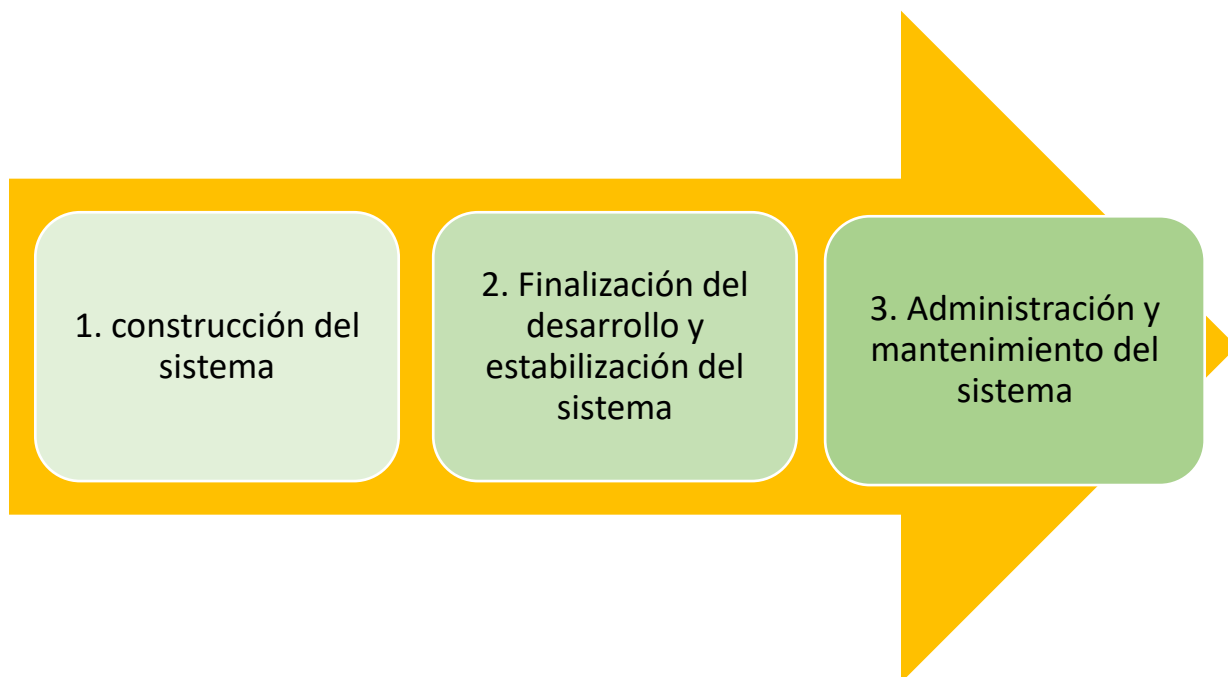 1. construcción del
sistema
2. Finalización del
desarrollo y
estabilización del
sistema
3. Administración y
mantenimiento del
sistema